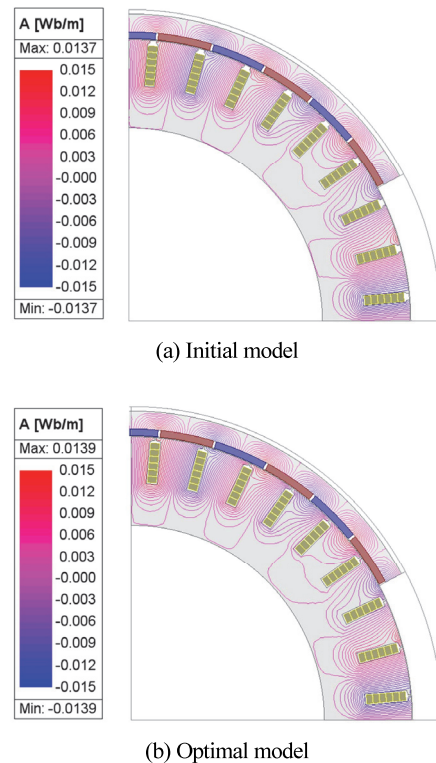 A [Wb/m]
Max: 0.0137
0.015
0.012
0.009
0.006
0.003
-0.000
-0.003
-0.006
-0.009
-0.012
-0.015
Min: -0.0137
(a) Initial model
A [Wb/m]
Max: 0.0139
0.015
0.012
0.009
0.006
0.003
-0.000
-0.003
-0.006
-0.009
-0.012
-0.015
Min: -0.0139
(b) Optimal model